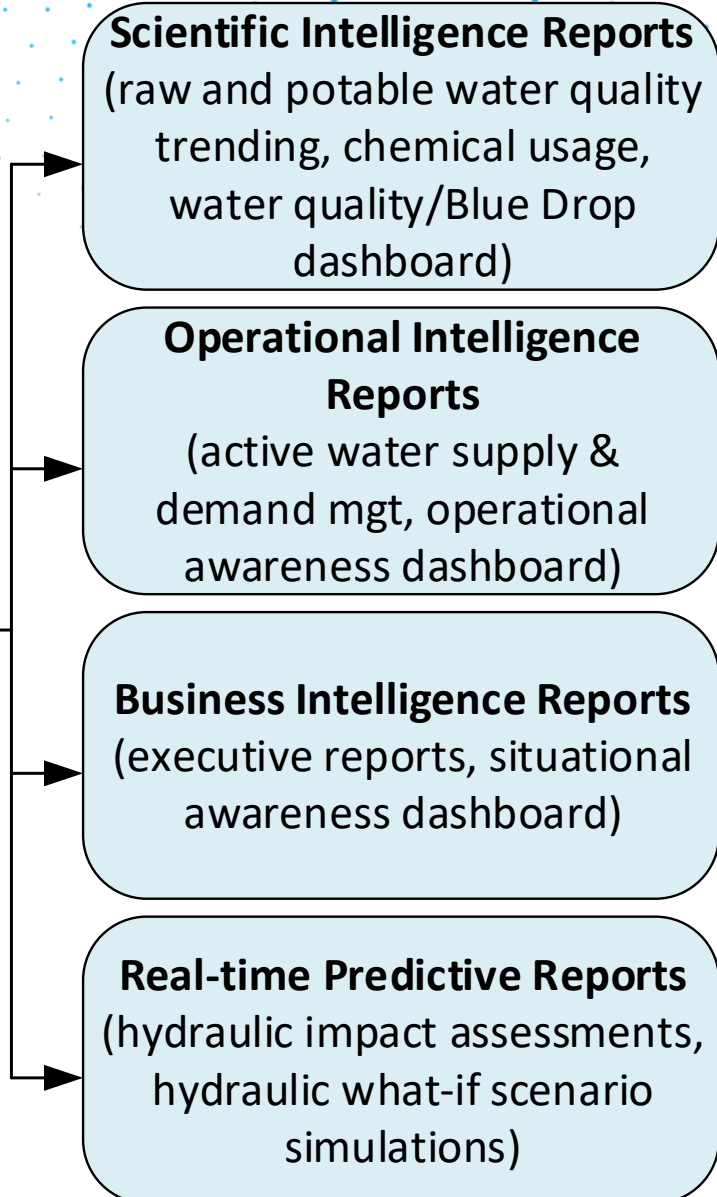 Scientific Intelligence Reports
(raw and potable water quality
trending, chemical usage,
water quality/Blue Drop
dashboard)
Operational Intelligence
Reports
(active water supply &
demand mgt, operational
awareness dashboard)
Business Intelligence Reports
(executive reports, situational
awareness dashboard)
Real-time Predictive Reports
(hydraulic impact assessments,
hydraulic what-if scenario
simulations)